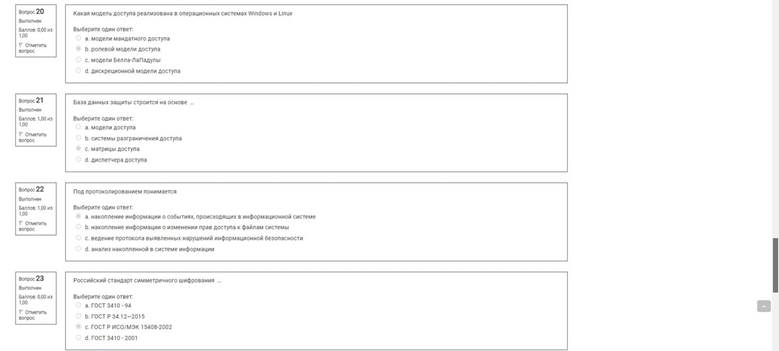 Вопрос 20
Выполнен
Баллов: 0,00 из
1,00
Отметить
вопрос
Какая модель доступа реализована в операционных системах Windows и Linux
Выберите один ответ:
a. модели мандатного доступа
b. ролевой модели доступа
c. модели Белла-ЛаПадулы
d. дискреционной модели доступа
Вопрос 21
Выполнен
Баллов: 1,00 из
1,00
Отметить
вопрос
База данных защиты строится на основе ...
Выберите один ответ:
a. модели доступа
b. системы разграничения доступа
c. матрицы доступа
d. диспетчера доступа
Вопрос 22
Выполнен
Баллов: 1,00 из
1,00
Отметить
вопрос
Под протоколированием понимается
Выберите один ответ:
a. накопление информации о событиях, происходящих в информационной системе
b. накопление информации о изменении прав доступа к файлам системы
c. ведение протокола выявленных нарушений информационной безопасности
d. анализ накопленной в системе информации
Вопрос 23
Выполнен
Баллов: 0,00 из
1,00
Отметить
вопрос
Российский стандарт симметричного шифрования ...
Выберите один ответ:
a. ГОСТ 3410 - 94
b. ГОСТ Р 34.12—2015
c. ГОСТ Р ИСО/МЭК 15408-2002
d. ГОСТ 3410 - 2001